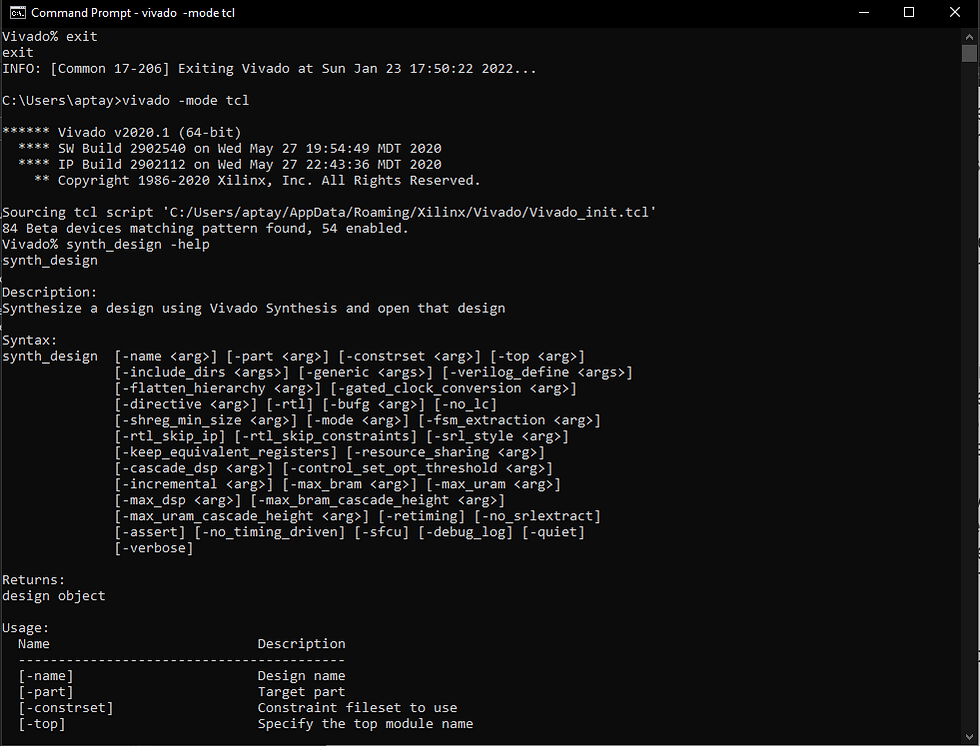 Command Prompt - vivado -mode tcl
Vivado% exit
exit
INFO: [Common 17-206] Exiting Vivado at Sun Jan 23 17:50:22 2022...
C:\Users\aptay>vivado -mode tcl
****** Vivado v2020.1 (64-bit)
**** SW Build 2902540 on Wed May 27 19:54:49 MDT 2020
**** IP Build 2902112 on Wed May 27 22:43:36 MDT 2020
** Copyright 1986-2020 Xilinx, Inc. All Rights Reserved.
Sourcing tcl script 'C:/Users/aptay/AppData/Roaming/Xilinx/Vivado/Vivado_init.tcl'
84 Beta devices matching pattern found, 54 enabled.
Vivado% synth_design -help
synth_design
Description:
Synthesize a design using Vivado Synthesis and open that design
Syntax:
synth_design  [-name <arg>] [-part <arg>] [-constrset <arg>] [-top <arg>]
[-include_dirs <args>] [-generic <args>] [-verilog_define <args>]
[-flatten_hierarchy <arg>] [-gated_clock_conversion <arg>]
[-directive <arg>] [-rtl] [-bufg <arg>] [-no_lc]
[-shreg_min_size <arg>] [-mode <arg>] [-fsm_extraction <arg>]
[-rtl_skip_ip] [-rtl_skip_constraints] [-srl_style <arg>]
[-keep_equivalent_registers] [-resource_sharing <arg>]
[-cascade_dsp <arg>] [-control_set_opt_threshold <arg>]
[-incremental <arg>] [-max_bram <arg>] [-max_uram <arg>]
[-max_dsp <arg>] [-max_bram_cascade_height <arg>]
[-max_uram_cascade_height <arg>] [-retiming] [-no_srlextract]
[-assert] [-no_timing_driven] [-sfcu] [-debug_log] [-quiet]
[-verbose]
Returns:
design object
Usage:
Name Description
-----------------------------------------
[-name] Design name
[-part] Target part
[-constrset] Constraint fileset to use
[-top] Specify the top module name